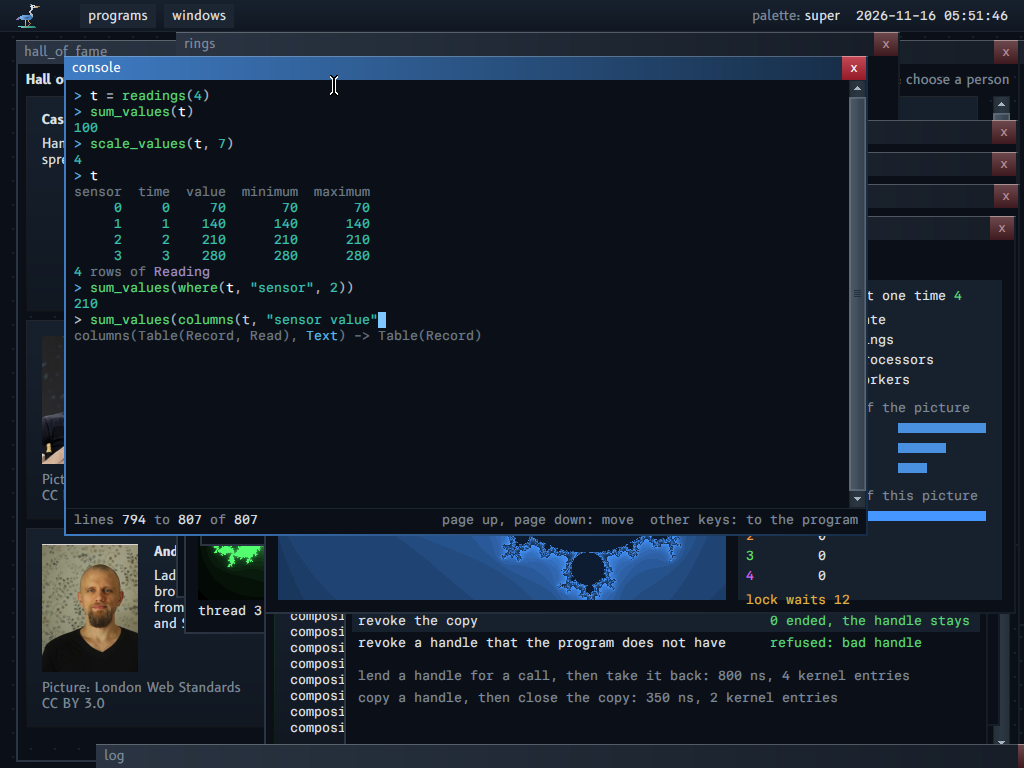 programs windows palette: super 2026-11-16 05:51:46
rings
hall_of_fame
console
choose a person
> t = readings(4)
> sum_values(t)
100
> scale_values(t, 7)
4
> t
sensor time value minimum maximum
0 0 70 70 70
1 1 140 140 140
2 2 210 210 210
3 3 280 280 280
4 rows of Reading
> sum_values(where(t, "sensor", 2))
210
> sum_values(columns(t, "sensor value"
columns(Table(Record, Read), Text) -> Table(Record)
lines 794 to 807 of 807 page up, page down: move other keys: to the program
t one time 4
f the picture
f this picture
2 0
3 0
4 0
lock waits 12
thread 3
Picture: London Web Standards
CC BY 3.0
revoke the copy 0 ended, the handle stays
revoke a handle that the program does not have refused: bad handle
lend a handle for a call, then take it back: 800 ns, 4 kernel entries
copy a handle, then close the copy: 350 ns, 2 kernel entries
composi
composi
composi
composi
composi
composi
composi
composi
log